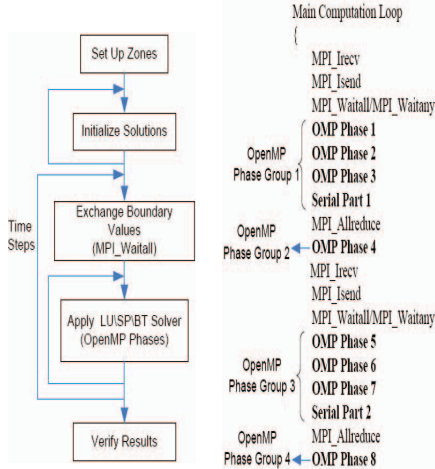 Set Up Zones
Initialize Solutions
Time
Steps
Exchange Boundary
Values
(MPI_Waitall)
Apply LU\SP\BT Solver
(OpenMP Phases)
Verify Results
Main Computation Loop
{
MPI_Irecv
MPI_Isend
MPI_Waitall/MPI_Waitany
OpenMP
Phase Group 1
OMP Phase 1
OMP Phase 2
OMP Phase 3
Serial Part 1
MPI_Allreduce
OpenMP
Phase Group 2
OMP Phase 4
MPI_Irecv
MPI_Isend
MPI_Waitall/MPI_Waitany
OpenMP
Phase Group 3
OMP Phase 5
OMP Phase 6
OMP Phase 7
Serial Part 2
MPI_Allreduce
OpenMP
Phase Group 4
OMP Phase 8